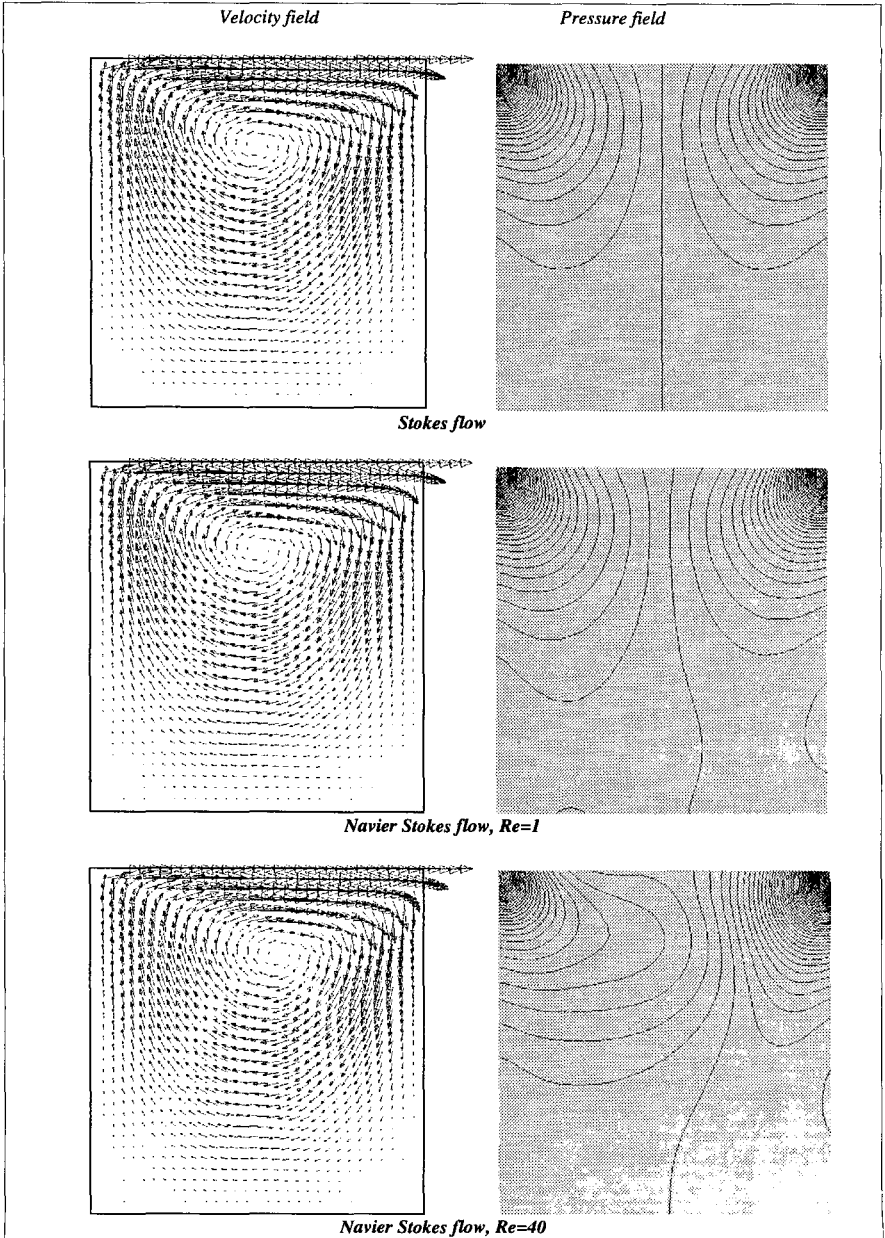 Velocity field
Pressure field
Stokes flow
Navier Stokes flow, Re=1
Navier Stokes flow, Re=40